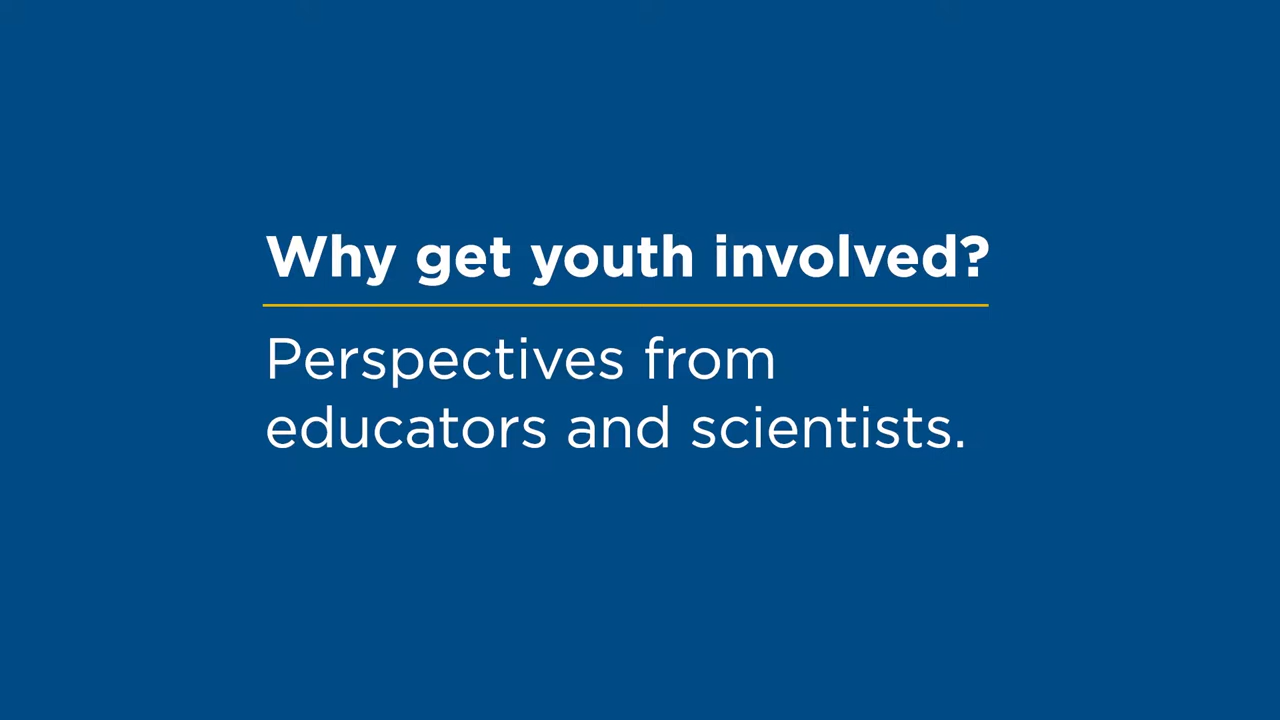 Why get youth involved?
Perspectives from
educators and scientists.